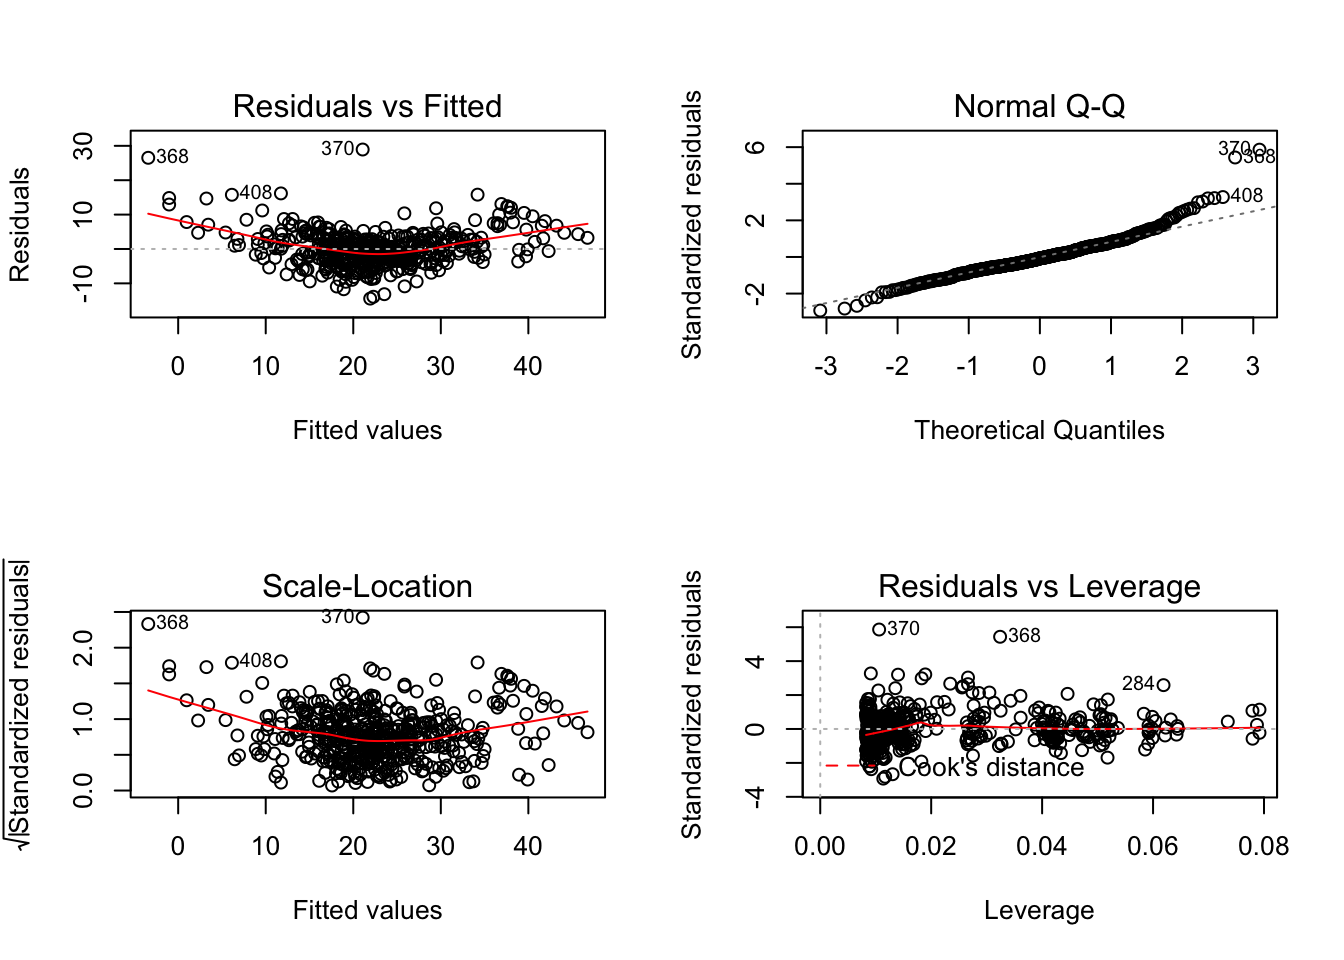 Residuals vs Fitted
Residuals
30
10
-10
368
370
408
0 10 20 30 40
Fitted values
Normal Q-Q
Standardized residuals
6
2
-2
370
368
408
-3 -2 -1 0 1 2 3
Theoretical Quantiles
Scale-Location
√|Standardized residuals|
2.0
1.0
0.0
368
370
408
0 10 20 30 40
Fitted values
Residuals vs Leverage
Standardized residuals
4
0
-4
370
368
284
Cook's distance
0.00 0.02 0.04 0.06 0.08
Leverage